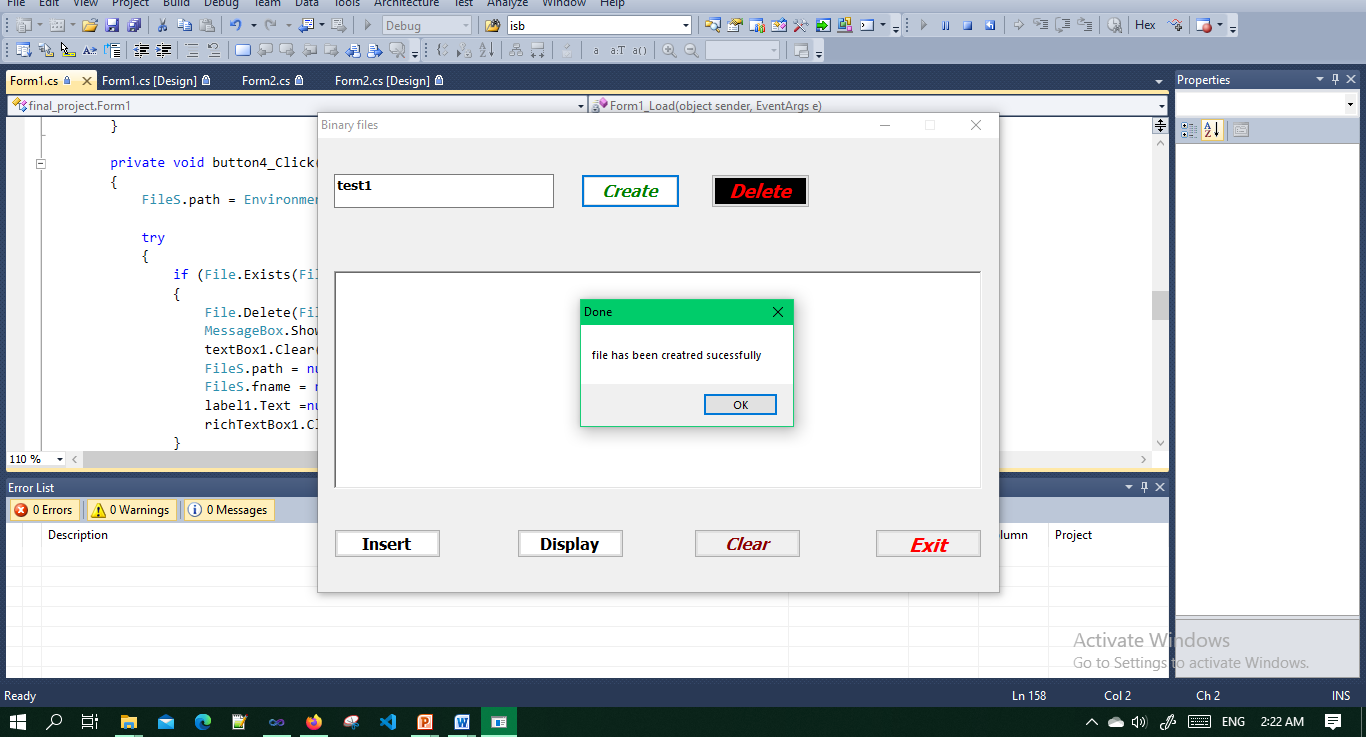 File Edit View Project Build Debug Team Data Tools Architecture Test Analyze Window Help
Debug isb Hex
Form1.cs Form1.cs [Design] Form2.cs Form2.cs [Design]
final_project.Form1 Form1_Load(object sender, EventArgs e)
}
private void button4_Click(
{
FileS.path = Environmen
try
{
if (File.Exists(Fil
{
File.Delete(Fil
MessageBox.Show
textBox1.Clear(
FileS.path = nu
FileS.fname = n
label1.Text =nu
richTextBox1.Cl
}
110 %
Binary files
test1 Create Delete
Done
file has been creatred sucessfully
OK
Insert Display Clear Exit
Properties
Error List
0 Errors 0 Warnings 0 Messages
Description lumn Project
Activate Windows
Go to Settings to activate Windows.
Ready Ln 158 Col 2 Ch 2 INS
ENG 2:22 AM